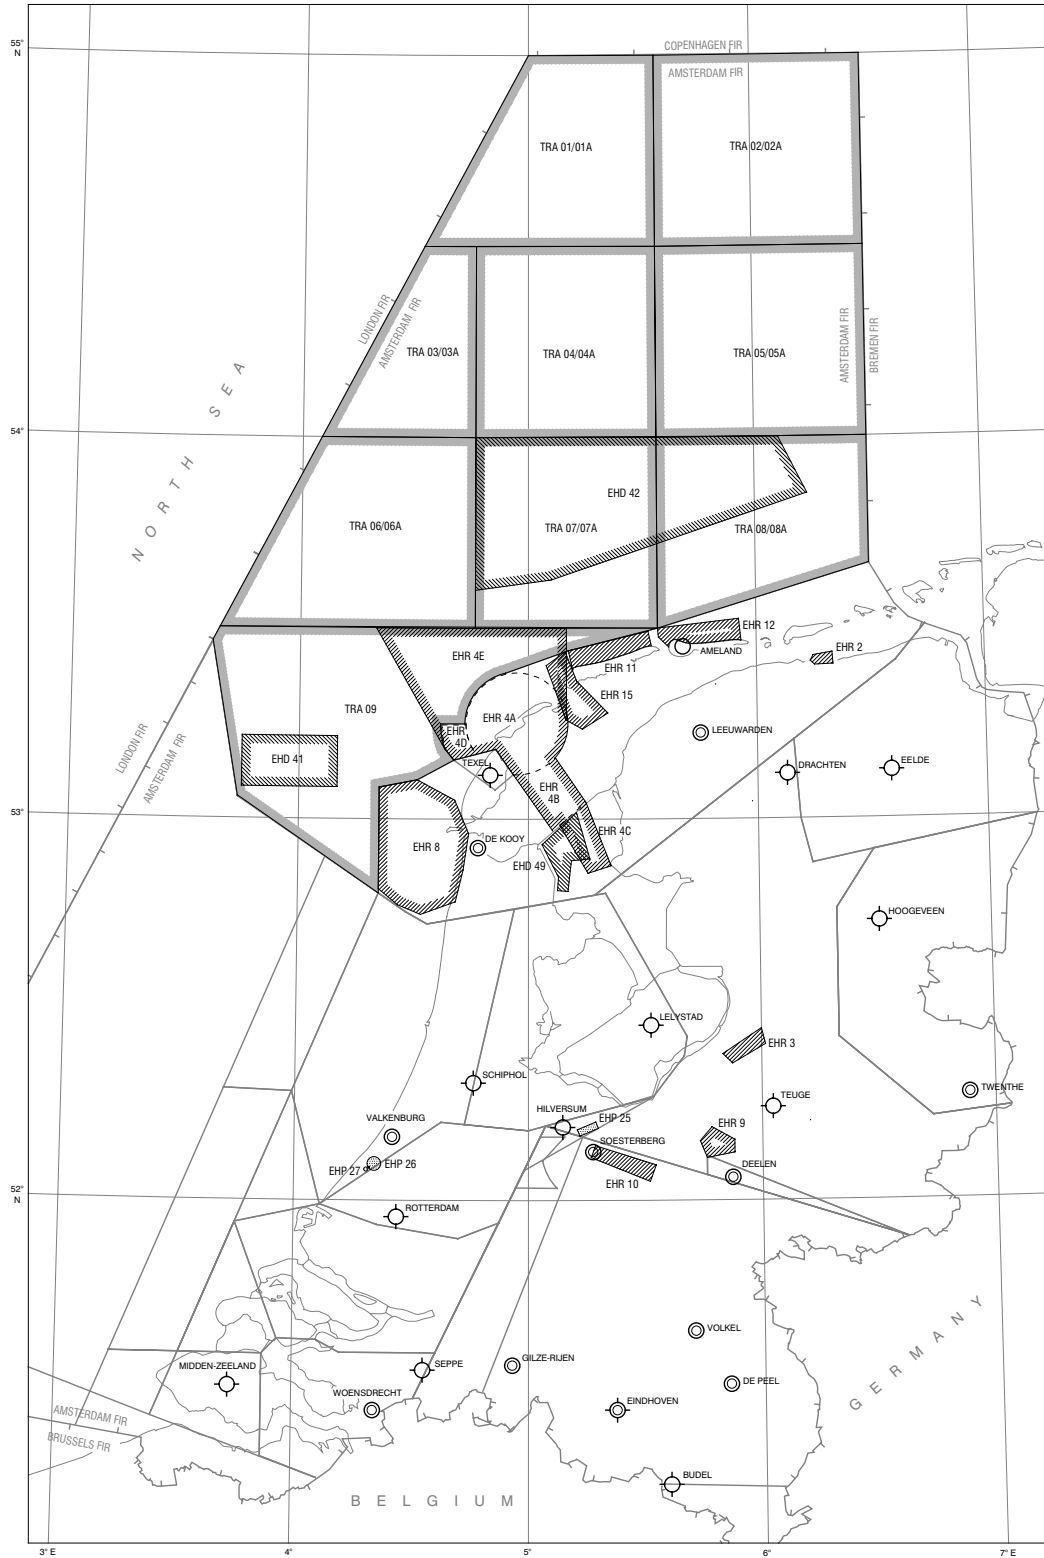 55°
N
COPENHAGEN FIR
AMSTERDAM FIR
TRA 01/01A
TRA 02/02A
LONDON FIR
AMSTERDAM FIR
TRA 03/03A
TRA 04/04A
TRA 05/05A
AMSTERDAM FIR
BREMEN FIR
NORTH SEA
54°
EHD 42
TRA 06/06A
TRA 07/07A
TRA 08/08A
EHR 12
EHR 4E
AMELAND
EHR 2
EHR 11
EHR 15
TRA 09
EHR 4A
EHR
4D
LEEUWARDEN
LONDON FIR
AMSTERDAM FIR
EHD 41
TEXEL
DRACHTEN
EELDE
EHR
4B
53°
EHR 4C
DE KOOY
EHR 8
EHD 49
HOOGEVEEN
LELYSTAD
EHR 3
SCHIPHOL
TWENTHE
TEUGE
HILVERSUM
EHP 25
VALKENBURG
EHR 9
SOESTERBERG
EHP 26
EHP 27
DEELEN
EHR 10
52°
N
ROTTERDAM
VOLKEL
GERMANY
MIDDEN-ZEELAND
SEPPE
GILZE-RIJEN
DE PEEL
WOENSDRECHT
EINDHOVEN
AMSTERDAM FIR
BRUSSELS FIR
BUDEL
BELGIUM
3° E
4°
5°
6°
7° E